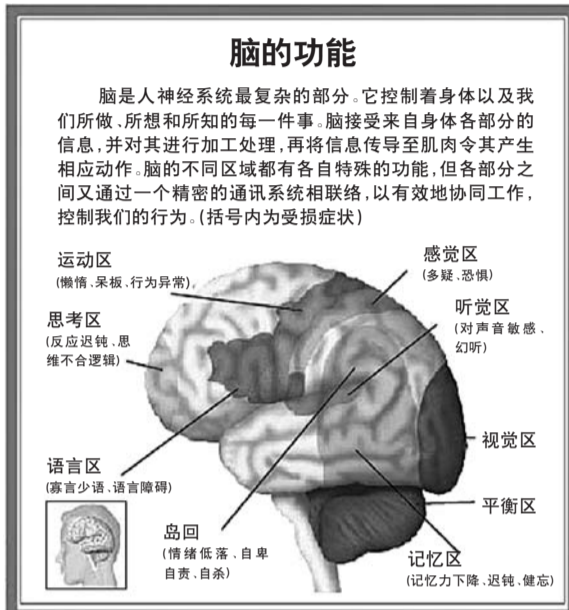 脑的功能
脑是人神经系统最复杂的部分。它控制着身体以及我
们所做、所想和所知的每一件事。脑接受来自身体各部分的
信息，并对其进行加工处理，再将信息传导至肌肉令其产生
相应动作。脑的不同区域都有各自特殊的功能，但各部分之
间又通过一个精密的通讯系统相联络，以有效地协同工作，
控制我们的行为。(括号内为受损症状)
运动区
(懒惰、呆板、行为异常)
感觉区
(多疑、恐惧)
思考区
(反应迟钝、思
维不合逻辑)
听觉区
(对声音敏感、
幻听)
语言区
(寡言少语、语言障碍)
视觉区
平衡区
岛回
(情绪低落、自卑
自责、自杀)
记忆区
(记忆力下降、迟钝、健忘)